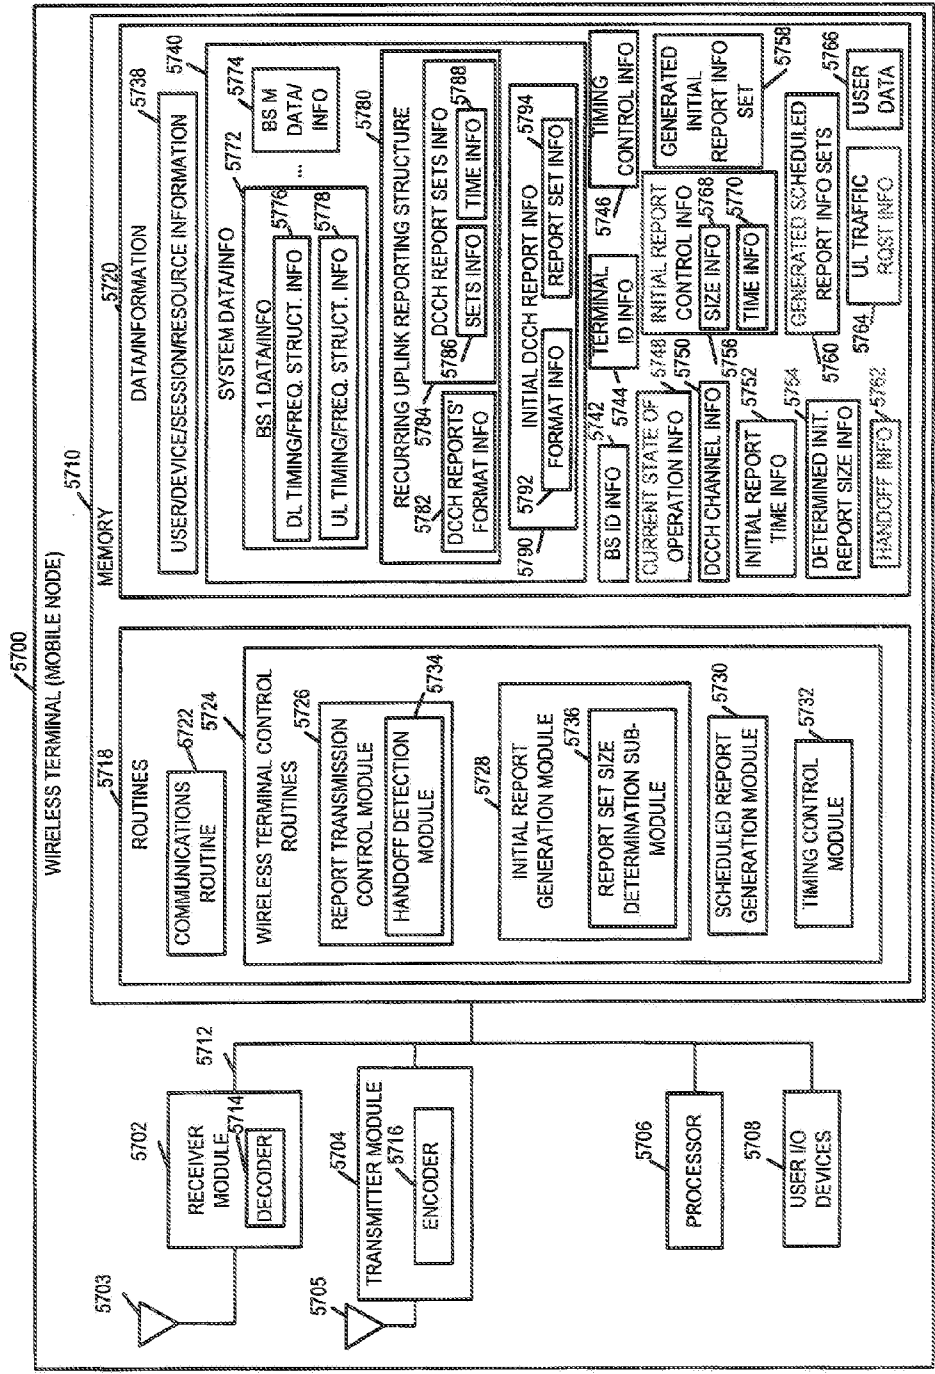 5700
WIRELESS TERMINAL (MOBILE NODE)
5703
5702
RECEIVER
MODULE
5714
DECODER
5712
5705
5704
TRANSMITTER MODULE
5716
ENCODER
5706
PROCESSOR
5708
USER I/O
DEVICES
5710
MEMORY
5718
ROUTINES
COMMUNICATIONS
ROUTINE
5722
5724
WIRELESS TERMINAL CONTROL
ROUTINES
5726
REPORT TRANSMISSION
CONTROL MODULE
5734
HANDOFF DETECTION
MODULE
5728
INITIAL REPORT
GENERATION MODULE
5736
REPORT SET SIZE
DETERMINATION SUB-
MODULE
5730
SCHEDULED REPORT
GENERATION MODULE
5732
TIMING CONTROL
MODULE
5720
DATA/INFORMATION
5738
USER/DEVICE/SESSION/RESOURCE INFORMATION
5740
SYSTEM DATA/INFO
5772
BS 1 DATA/INFO
5776
DL TIMING/FREQ. STRUCT. INFO
5778
UL TIMING/FREQ. STRUCT. INFO
...
5774
BS M
DATA/
INFO
5780
RECURRING UPLINK REPORTING STRUCTURE
5782
DCCH REPORTS'
FORMAT INFO
5784
DCCH REPORT SETS INFO
5786
SETS INFO
5788
TIME INFO
5790
INITIAL DCCH REPORT INFO
5792
FORMAT INFO
5794
REPORT SET INFO
5742
BS ID INFO
5744
TERMINAL
ID INFO
5746
TIMING
CONTROL INFO
5748
CURRENT STATE OF
OPERATION INFO
5750
DCCH CHANNEL INFO
5756
INITIAL REPORT
CONTROL INFO
5768
SIZE INFO
5770
TIME INFO
GENERATED
INITIAL
REPORT INFO
SET
5758
5752
INITIAL REPORT
TIME INFO
5754
DETERMINED INIT.
REPORT SIZE INFO
5760
GENERATED SCHEDULED
REPORT INFO SETS
5762
HANDOFF INFO
5764
UL TRAFFIC
RQST INFO
5766
USER
DATA